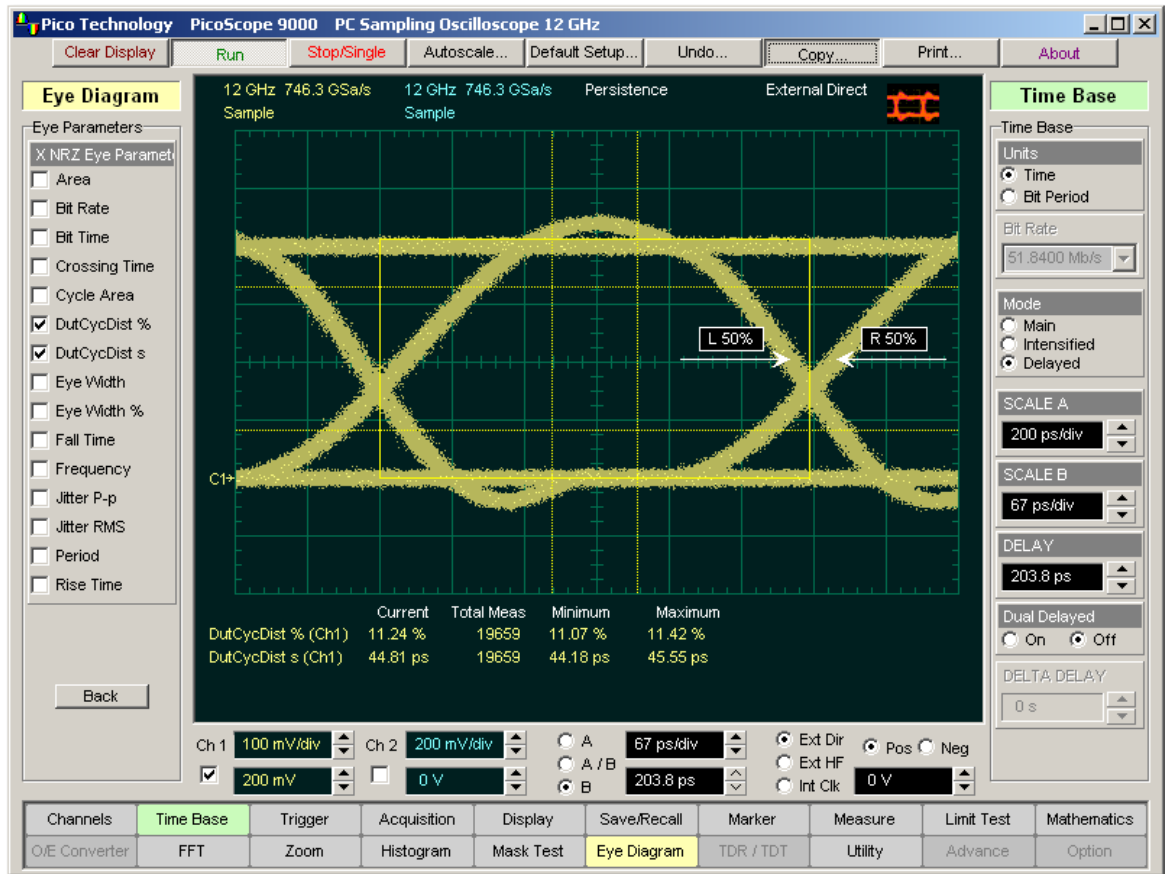 Pico Technology PicoScope 9000 PC Sampling Oscilloscope 12 GHz
Clear Display Run Stop/Single Autoscale... Default Setup... Undo... Copy... Print... About
Eye Diagram
Eye Parameters
X NRZ Eye Paramet
Area
Bit Rate
Bit Time
Crossing Time
Cycle Area
DutCycDist %
DutCycDist s
Eye Width
Eye Width %
Fall Time
Frequency
Jitter P-p
Jitter RMS
Period
Rise Time
Back
12 GHz 746.3 GSa/s 12 GHz 746.3 GSa/s Persistence External Direct
Sample Sample
L 50% R 50%
C1
Current Total Meas Minimum Maximum
DutCycDist % (Ch1) 11.24 % 19659 11.07 % 11.42 %
DutCycDist s (Ch1) 44.81 ps 19659 44.18 ps 45.55 ps
Time Base
Time Base
Units
Time
Bit Period
Bit Rate
51.8400 Mb/s
Mode
Main
Intensified
Delayed
SCALE A
200 ps/div
SCALE B
67 ps/div
DELAY
203.8 ps
Dual Delayed
On Off
DELTA DELAY
0 s
Ch 1 100 mV/div Ch 2 200 mV/div A 67 ps/div Ext Dir Pos Neg
A / B Ext HF
200 mV 0 V B 203.8 ps Int Clk 0 V
Channels Time Base Trigger Acquisition Display Save/Recall Marker Measure Limit Test Mathematics
O/E Converter FFT Zoom Histogram Mask Test Eye Diagram TDR / TDT Utility Advance Option